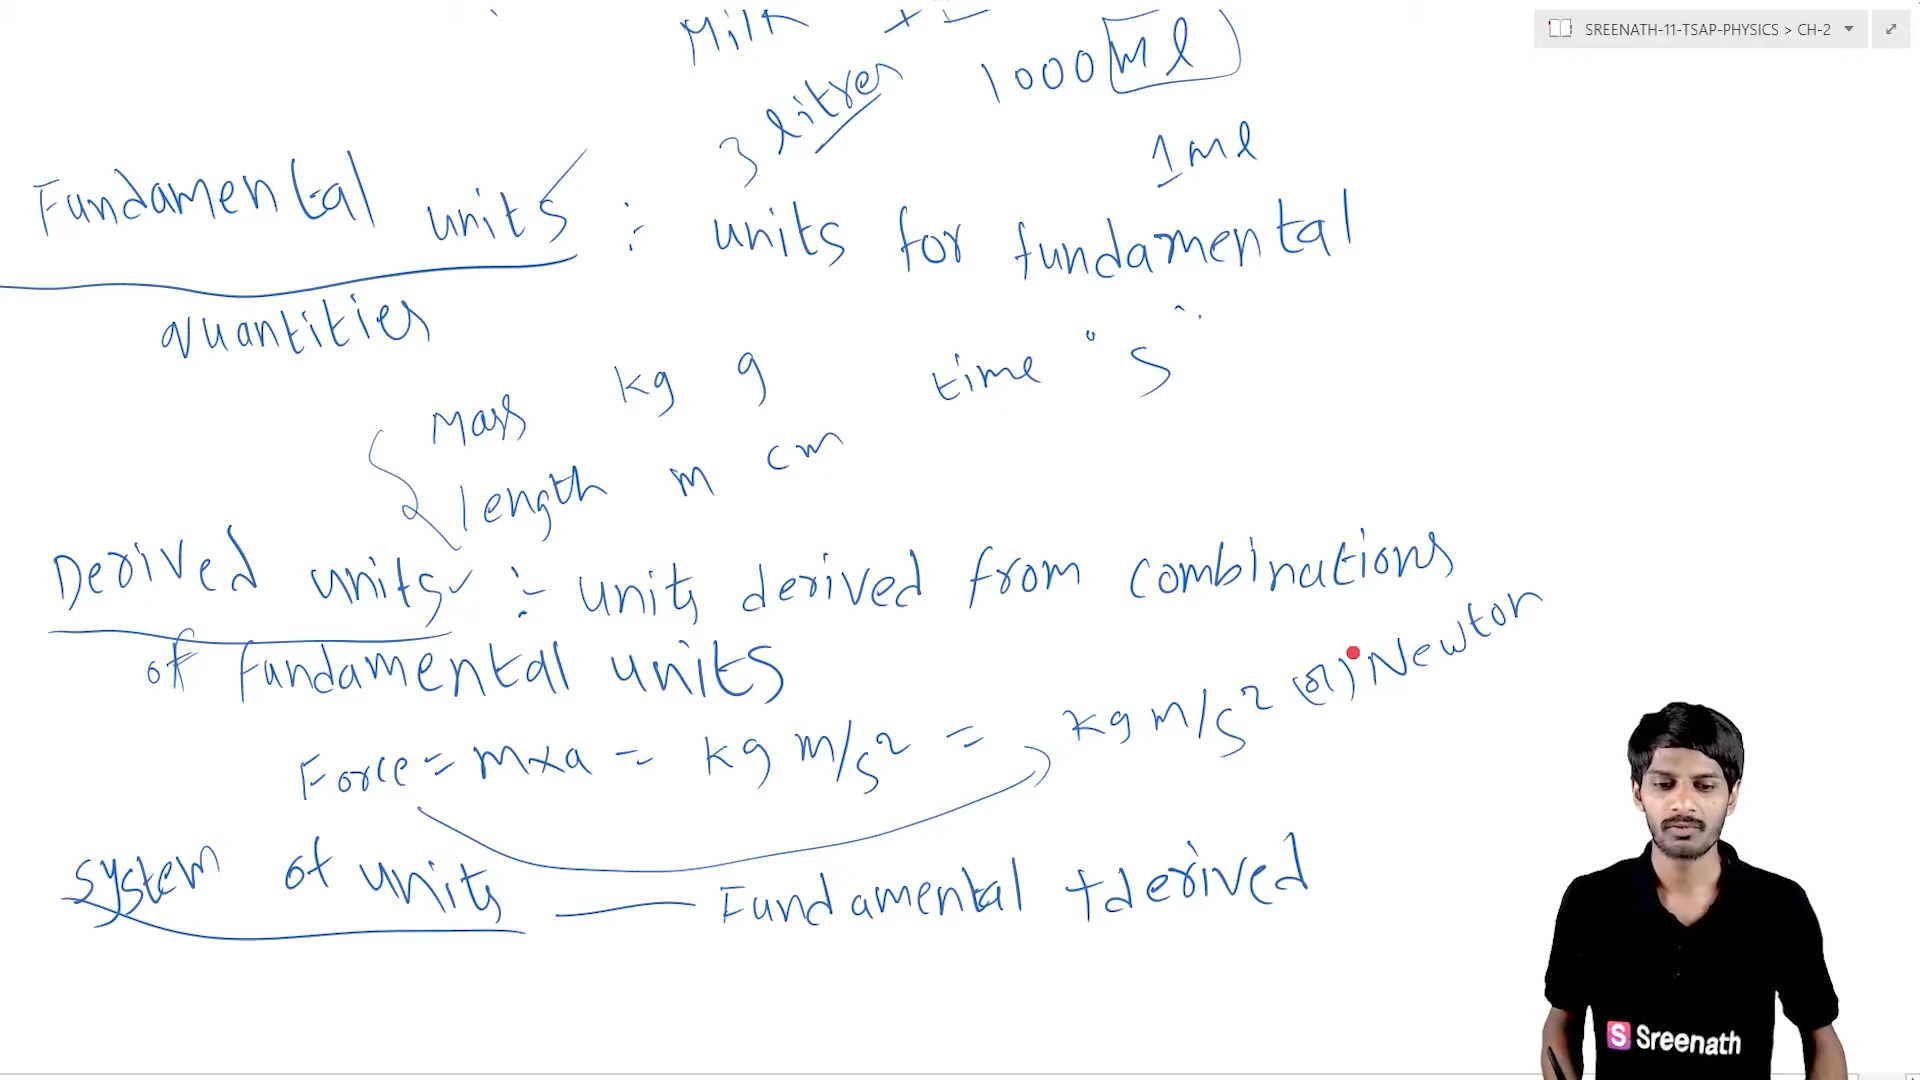 SREENATH-11-TSAP-PHYSICS > CH-2
Milk
3 litres 1000 ml
1 ml
Fundamental units :- units for fundamental
quantities
Mass kg g time "s"
length m cm
Derived units :- units derived from combinations
of fundamental units
Force = m x a = kg m/s² = kg m/s² (or) Newton
System of units — Fundamental + derived
S Sreenath